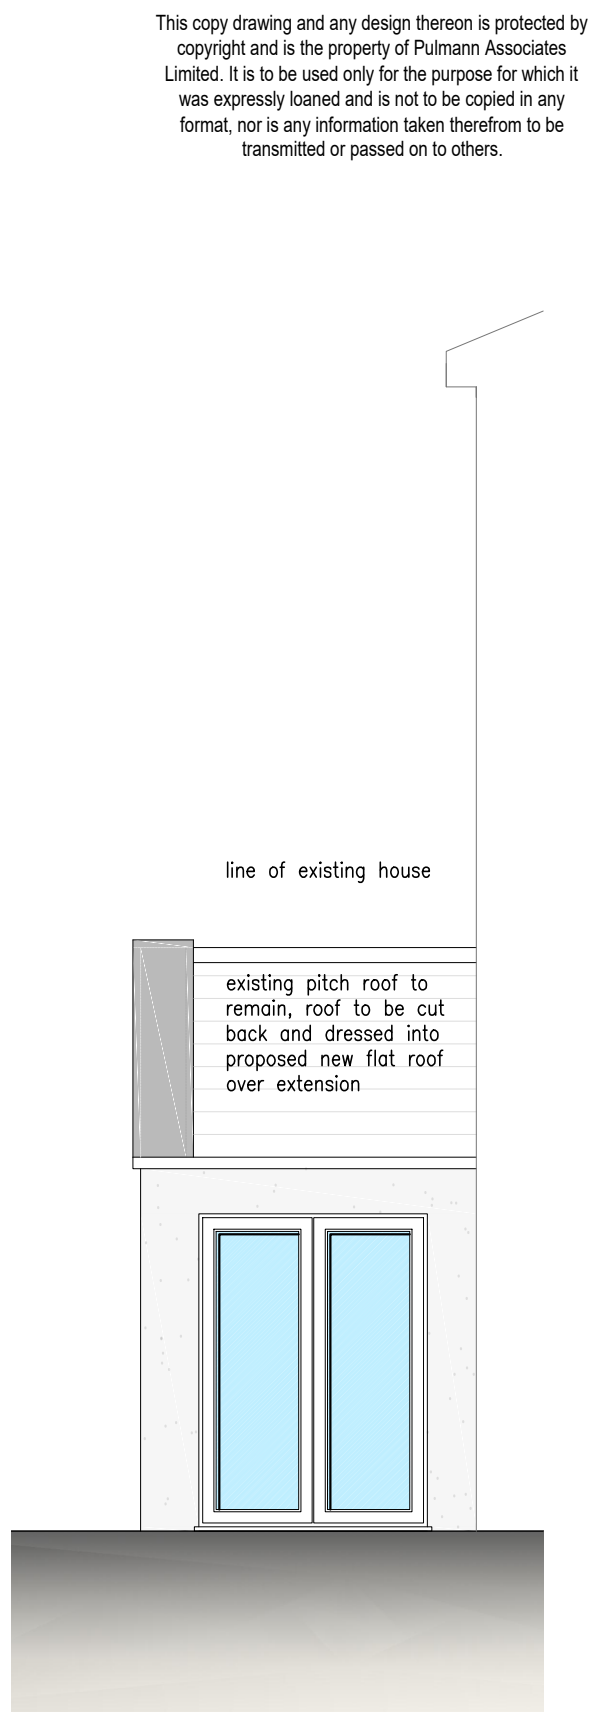 This copy drawing and any design thereon is protected by
copyright and is the property of Pulmann Associates
Limited. It is to be used only for the purpose for which it
was expressly loaned and is not to be copied in any
format, nor is any information taken therefrom to be
transmitted or passed on to others.
line of existing house
existing pitch roof to
remain, roof to be cut
back and dressed into
proposed new flat roof
over extension